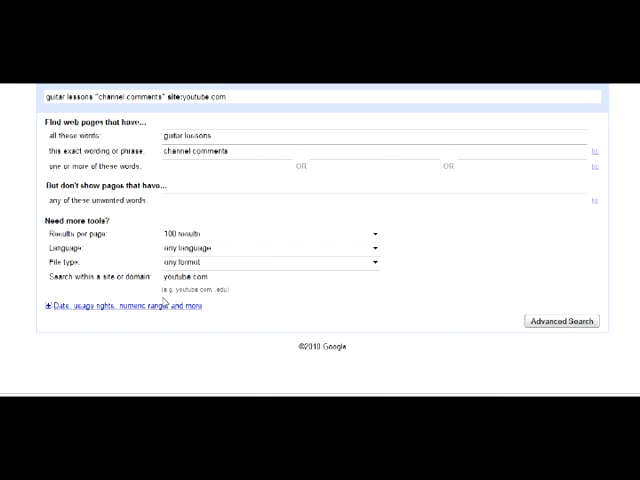 guitar lessons "channel comments" site:youtube.com
Find web pages that have...
all these words: guitar lessons
this exact wording or phrase: channel comments tip
one or more of these words: OR OR tip
But don't show pages that have...
any of these unwanted words: tip
Need more tools?
Results per page: 100 results
Language: any language
File type: any format
Search within a site or domain: youtube.com
(e.g. youtube.com, .edu)
Date, usage rights, numeric range, and more
Advanced Search
©2010 Google